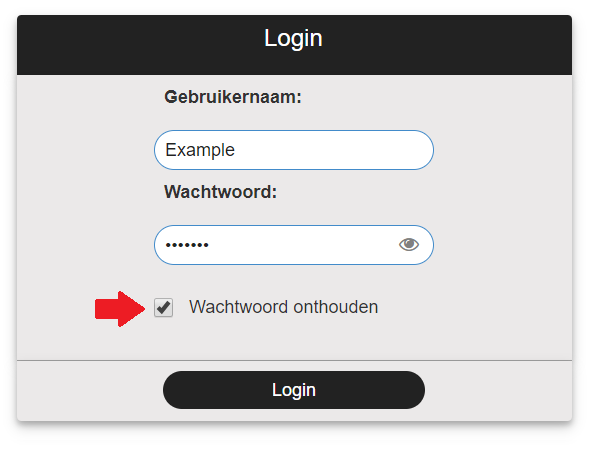 Login
Gebruikernaam:
Example
Wachtwoord:
•••••••
Wachtwoord onthouden
Login